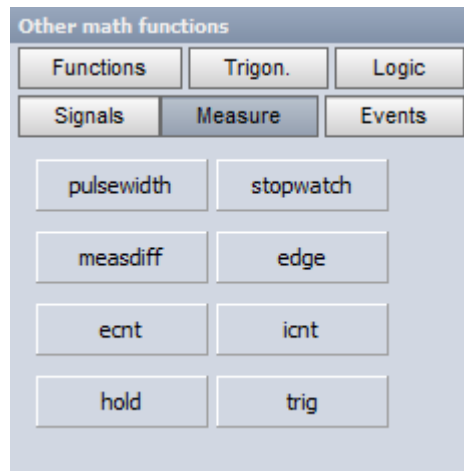 Other math functions
Functions Trigon. Logic
Signals Measure Events
pulsewidth stopwatch
measdiff edge
ecnt icnt
hold trig